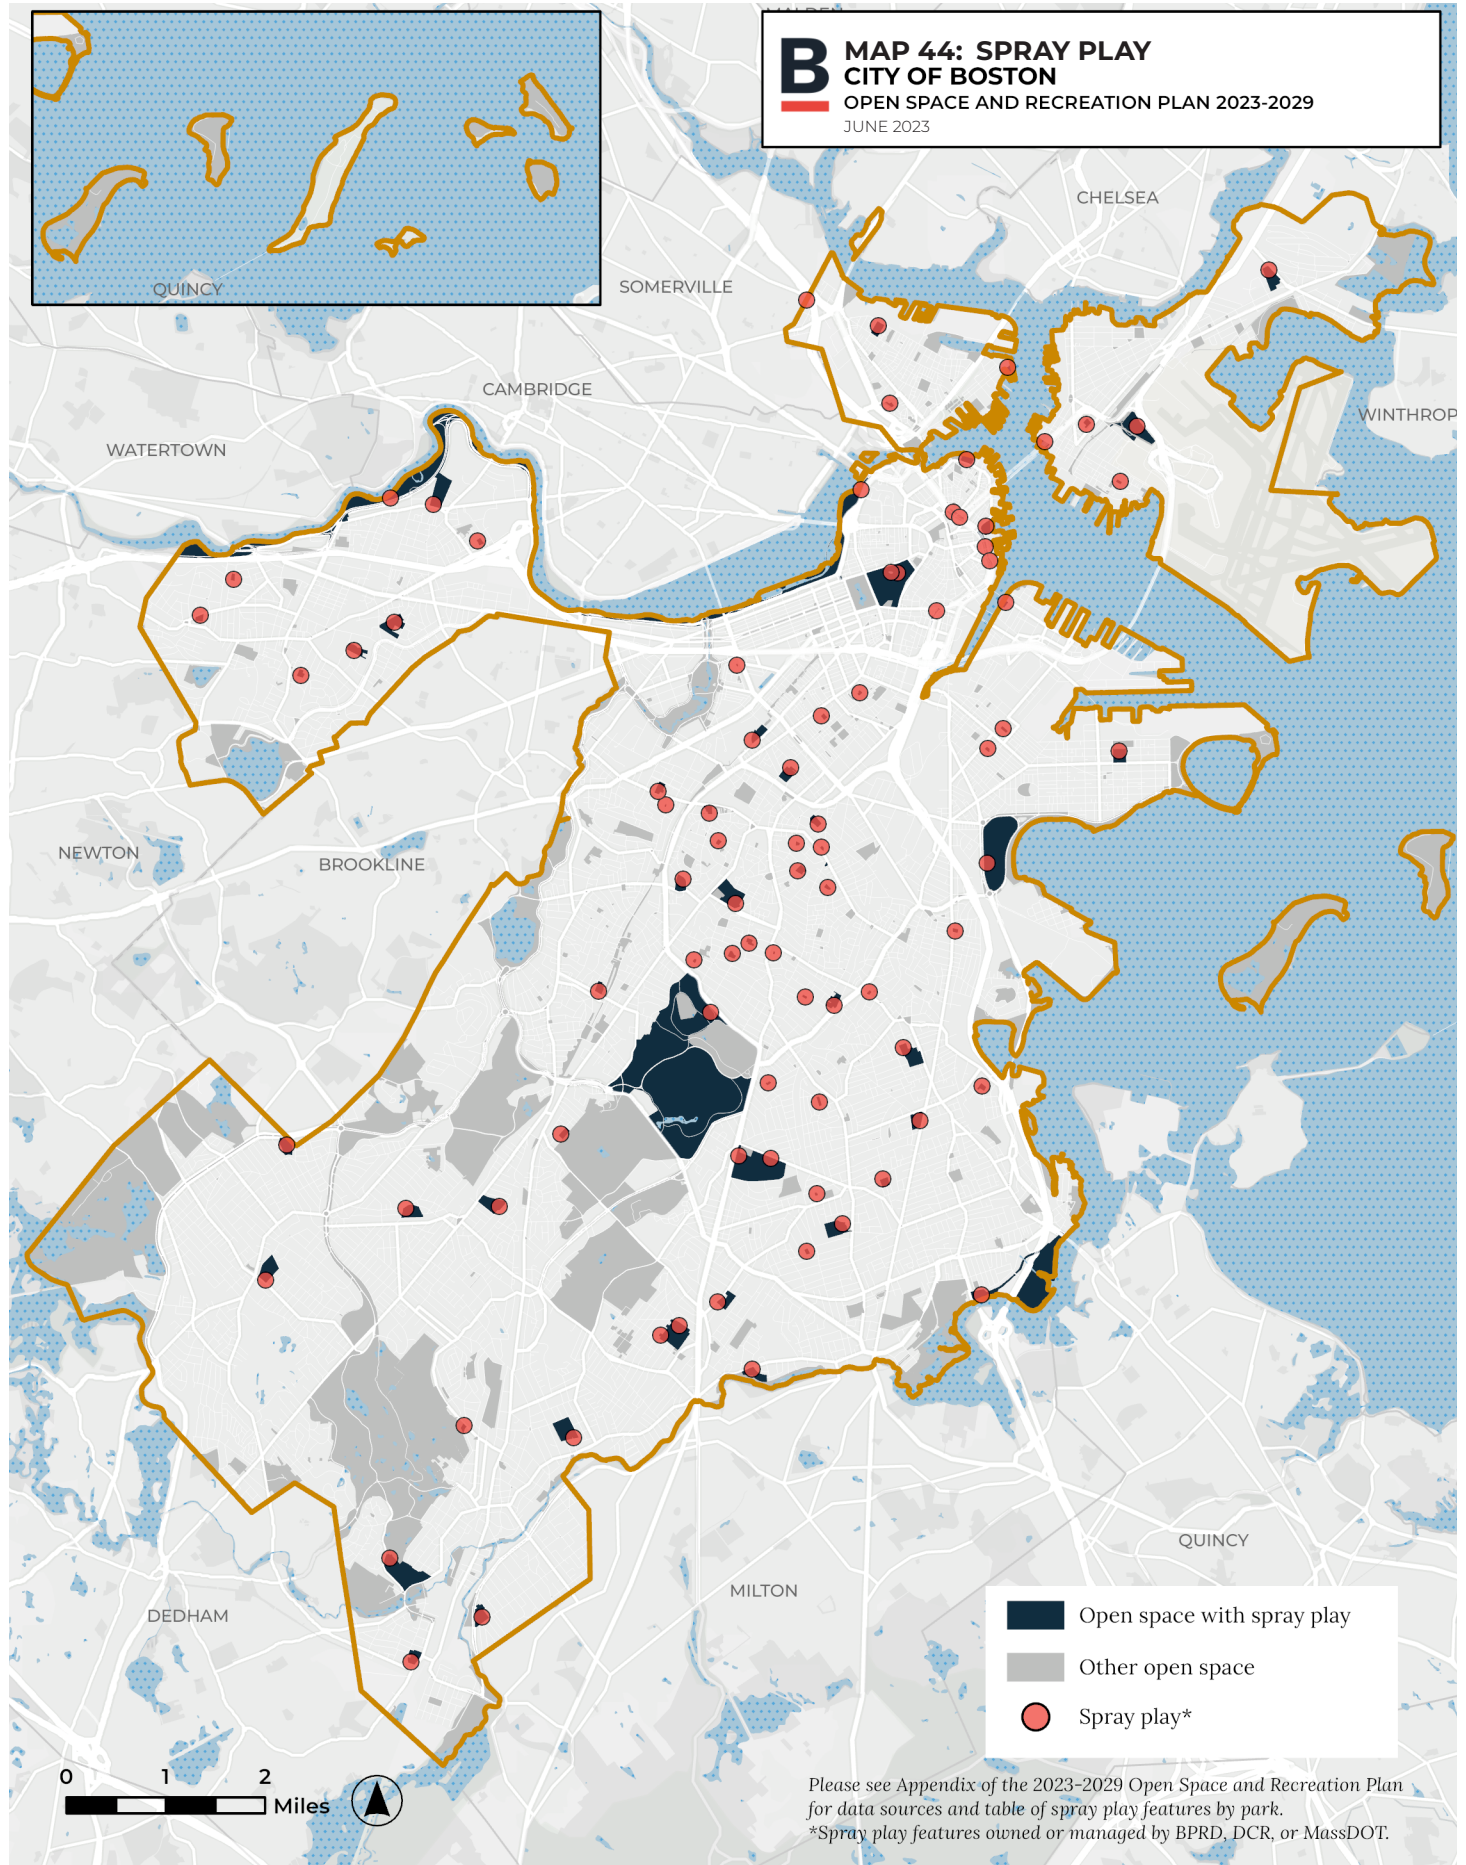 MALDEN
B
MAP 44: SPRAY PLAY
CITY OF BOSTON
OPEN SPACE AND RECREATION PLAN 2023-2029
JUNE 2023
CHELSEA
QUINCY
SOMERVILLE
CAMBRIDGE
WINTHROP
WATERTOWN
NEWTON
BROOKLINE
QUINCY
MILTON
DEDHAM
Open space with spray play
Other open space
Spray play*
0 1 2
Miles
Please see Appendix of the 2023-2029 Open Space and Recreation Plan
for data sources and table of spray play features by park.
*Spray play features owned or managed by BPRD, DCR, or MassDOT.